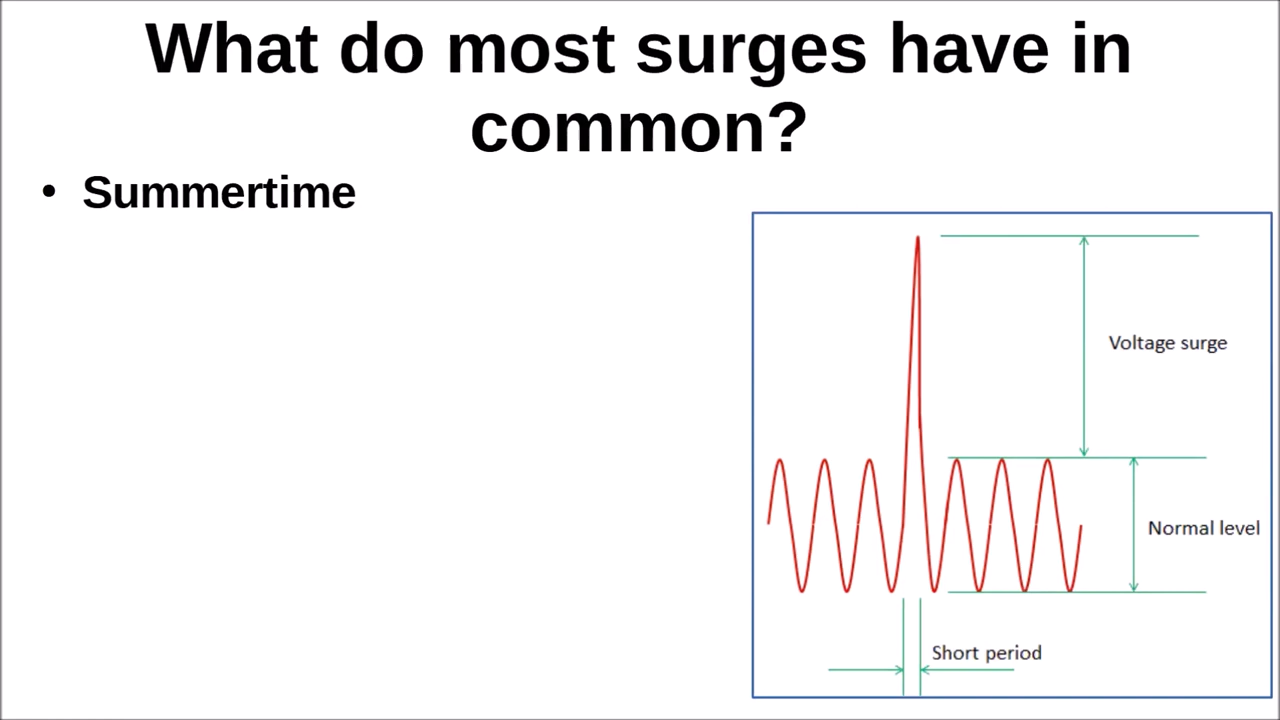 What do most surges have in
common?
• Summertime
Voltage surge
Normal level
Short period